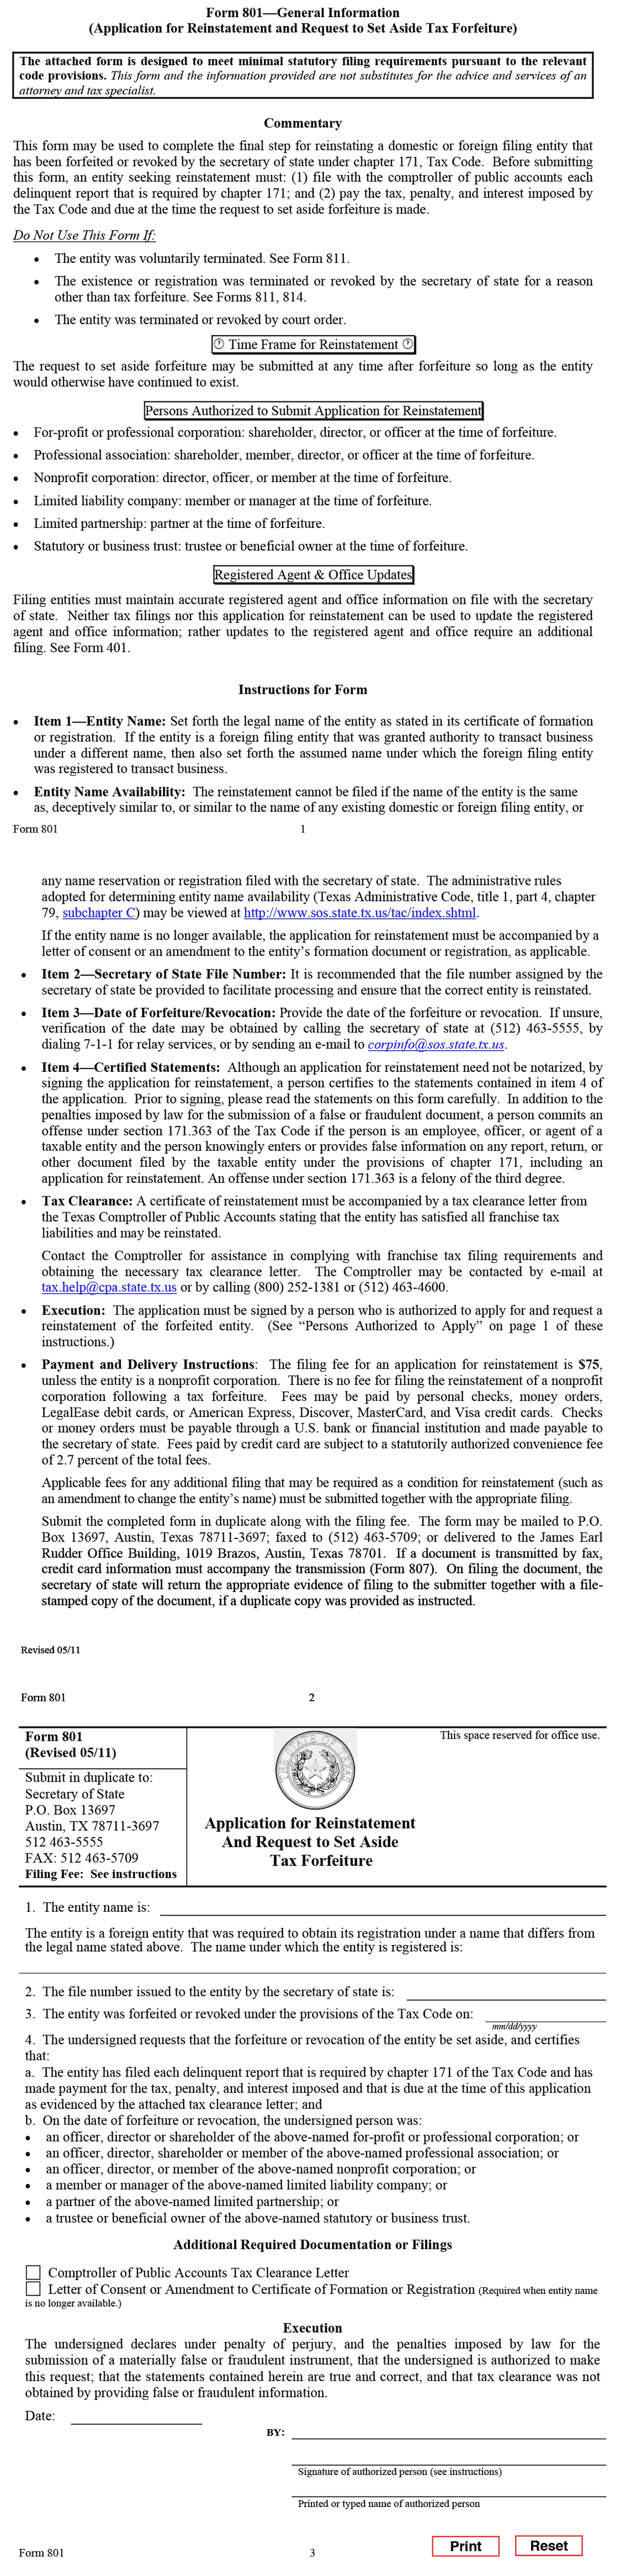 Form 801—General Information
(Application for Reinstatement and Request to Set Aside Tax Forfeiture)
The attached form is designed to meet minimal statutory filing requirements pursuant to the relevant
code provisions. This form and the information provided are not substitutes for the advice and services of an
attorney and tax specialist.
Commentary
This form may be used to complete the final step for reinstating a domestic or foreign filing entity that
has been forfeited or revoked by the secretary of state under chapter 171, Tax Code. Before submitting
this form, an entity seeking reinstatement must: (1) file with the comptroller of public accounts each
delinquent report that is required by chapter 171; and (2) pay the tax, penalty, and interest imposed by
the Tax Code and due at the time the request to set aside forfeiture is made.
Do Not Use This Form If:
• The entity was voluntarily terminated. See Form 811.
• The existence or registration was terminated or revoked by the secretary of state for a reason
other than tax forfeiture. See Forms 811, 814.
• The entity was terminated or revoked by court order.
Time Frame for Reinstatement
The request to set aside forfeiture may be submitted at any time after forfeiture so long as the entity
would otherwise have continued to exist.
Persons Authorized to Submit Application for Reinstatement
• For-profit or professional corporation: shareholder, director, or officer at the time of forfeiture.
• Professional association: shareholder, member, director, or officer at the time of forfeiture.
• Nonprofit corporation: director, officer, or member at the time of forfeiture.
• Limited liability company: member or manager at the time of forfeiture.
• Limited partnership: partner at the time of forfeiture.
• Statutory or business trust: trustee or beneficial owner at the time of forfeiture.
Registered Agent & Office Updates
Filing entities must maintain accurate registered agent and office information on file with the secretary
of state. Neither tax filings nor this application for reinstatement can be used to update the registered
agent and office information; rather updates to the registered agent and office require an additional
filing. See Form 401.
Instructions for Form
• Item 1—Entity Name: Set forth the legal name of the entity as stated in its certificate of formation
or registration. If the entity is a foreign filing entity that was granted authority to transact business
under a different name, then also set forth the assumed name under which the foreign filing entity
was registered to transact business.
• Entity Name Availability: The reinstatement cannot be filed if the name of the entity is the same
as, deceptively similar to, or similar to the name of any existing domestic or foreign filing entity, or
Form 801 1
any name reservation or registration filed with the secretary of state. The administrative rules
adopted for determining entity name availability (Texas Administrative Code, title 1, part 4, chapter
79, subchapter C) may be viewed at http://www.sos.state.tx.us/tac/index.shtml.
If the entity name is no longer available, the application for reinstatement must be accompanied by a
letter of consent or an amendment to the entity's formation document or registration, as applicable.
• Item 2—Secretary of State File Number: It is recommended that the file number assigned by the
secretary of state be provided to facilitate processing and ensure that the correct entity is reinstated.
• Item 3—Date of Forfeiture/Revocation: Provide the date of the forfeiture or revocation. If unsure,
verification of the date may be obtained by calling the secretary of state at (512) 463-5555, by
dialing 7-1-1 for relay services, or by sending an e-mail to corpinfo@sos.state.tx.us.
• Item 4—Certified Statements: Although an application for reinstatement need not be notarized, by
signing the application for reinstatement, a person certifies to the statements contained in item 4 of
the application. Prior to signing, please read the statements on this form carefully. In addition to the
penalties imposed by law for the submission of a false or fraudulent document, a person commits an
offense under section 171.363 of the Tax Code if the person is an employee, officer, or agent of a
taxable entity and the person knowingly enters or provides false information on any report, return, or
other document filed by the taxable entity under the provisions of chapter 171, including an
application for reinstatement. An offense under section 171.363 is a felony of the third degree.
• Tax Clearance: A certificate of reinstatement must be accompanied by a tax clearance letter from
the Texas Comptroller of Public Accounts stating that the entity has satisfied all franchise tax
liabilities and may be reinstated.
Contact the Comptroller for assistance in complying with franchise tax filing requirements and
obtaining the necessary tax clearance letter. The Comptroller may be contacted by e-mail at
tax.help@cpa.state.tx.us or by calling (800) 252-1381 or (512) 463-4600.
• Execution: The application must be signed by a person who is authorized to apply for and request a
reinstatement of the forfeited entity. (See "Persons Authorized to Apply" on page 1 of these
instructions.)
• Payment and Delivery Instructions: The filing fee for an application for reinstatement is $75,
unless the entity is a nonprofit corporation. There is no fee for filing the reinstatement of a nonprofit
corporation following a tax forfeiture. Fees may be paid by personal checks, money orders,
LegalEase debit cards, or American Express, Discover, MasterCard, and Visa credit cards. Checks
or money orders must be payable through a U.S. bank or financial institution and made payable to
the secretary of state. Fees paid by credit card are subject to a statutorily authorized convenience fee
of 2.7 percent of the total fees.
Applicable fees for any additional filing that may be required as a condition for reinstatement (such as
an amendment to change the entity's name) must be submitted together with the appropriate filing.
Submit the completed form in duplicate along with the filing fee. The form may be mailed to P.O.
Box 13697, Austin, Texas 78711-3697; faxed to (512) 463-5709; or delivered to the James Earl
Rudder Office Building, 1019 Brazos, Austin, Texas 78701. If a document is transmitted by fax,
credit card information must accompany the transmission (Form 807). On filing the document, the
secretary of state will return the appropriate evidence of filing to the submitter together with a file-
stamped copy of the document, if a duplicate copy was provided as instructed.
Revised 05/11
Form 801 2
Form 801
(Revised 05/11)
Submit in duplicate to:
Secretary of State
P.O. Box 13697
Austin, TX 78711-3697
512 463-5555
FAX: 512 463-5709
Filing Fee: See instructions
Application for Reinstatement
And Request to Set Aside
Tax Forfeiture
This space reserved for office use.
1. The entity name is:
The entity is a foreign entity that was required to obtain its registration under a name that differs from
the legal name stated above. The name under which the entity is registered is:
2. The file number issued to the entity by the secretary of state is:
3. The entity was forfeited or revoked under the provisions of the Tax Code on:
mm/dd/yyyy
4. The undersigned requests that the forfeiture or revocation of the entity be set aside, and certifies
that:
a. The entity has filed each delinquent report that is required by chapter 171 of the Tax Code and has
made payment for the tax, penalty, and interest imposed and that is due at the time of this application
as evidenced by the attached tax clearance letter; and
b. On the date of forfeiture or revocation, the undersigned person was:
• an officer, director or shareholder of the above-named for-profit or professional corporation; or
• an officer, director, shareholder or member of the above-named professional association; or
• an officer, director, or member of the above-named nonprofit corporation; or
• a member or manager of the above-named limited liability company; or
• a partner of the above-named limited partnership; or
• a trustee or beneficial owner of the above-named statutory or business trust.
Additional Required Documentation or Filings
Comptroller of Public Accounts Tax Clearance Letter
Letter of Consent or Amendment to Certificate of Formation or Registration (Required when entity name
is no longer available.)
Execution
The undersigned declares under penalty of perjury, and the penalties imposed by law for the
submission of a materially false or fraudulent instrument, that the undersigned is authorized to make
this request; that the statements contained herein are true and correct, and that tax clearance was not
obtained by providing false or fraudulent information.
Date:
BY:
Signature of authorized person (see instructions)
Printed or typed name of authorized person
Print
Reset
Form 801 3